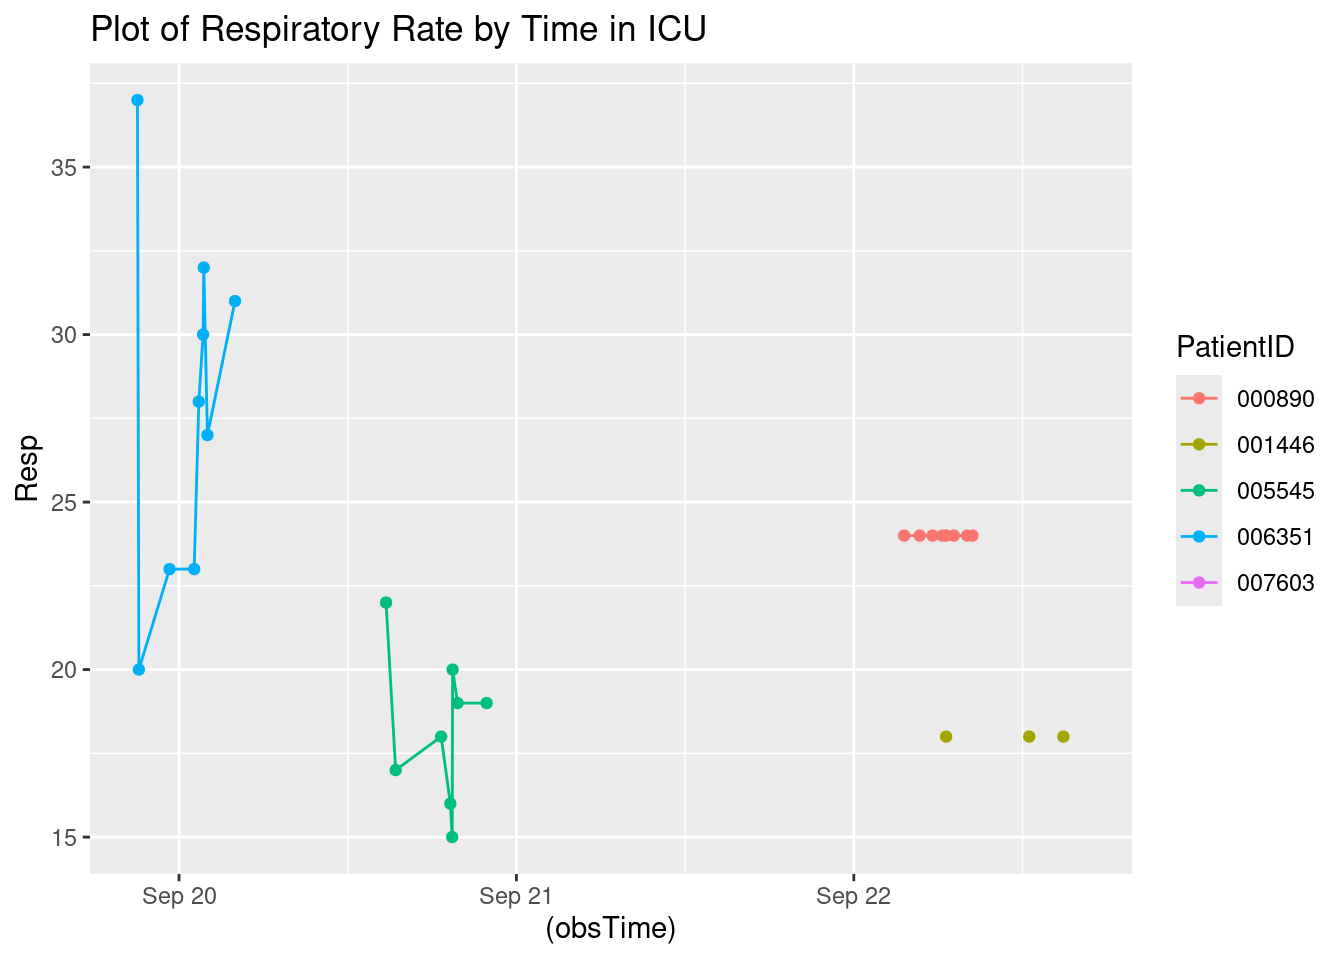 Plot of Respiratory Rate by Time in ICU
35
30
25
20
15
Resp
Sep 20
Sep 21
Sep 22
(obsTime)
PatientID
000890
001446
005545
006351
007603